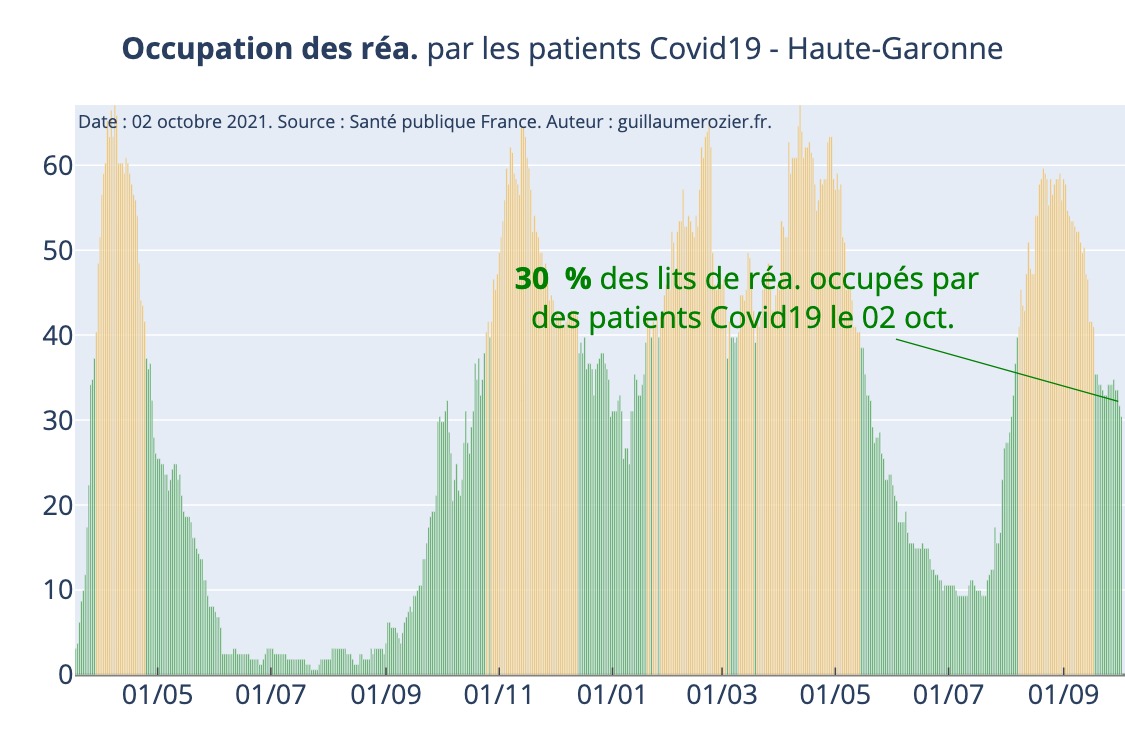 Occupation des réa. par les patients Covid19 - Haute-Garonne
Date : 02 octobre 2021. Source : Santé publique France. Auteur : guillaumerozier.fr.
60
50
30  % des lits de réa. occupés par
des patients Covid19 le 02 oct.
40
30
20
10
0
01/05 01/07 01/09 01/11 01/01 01/03 01/05 01/07 01/09